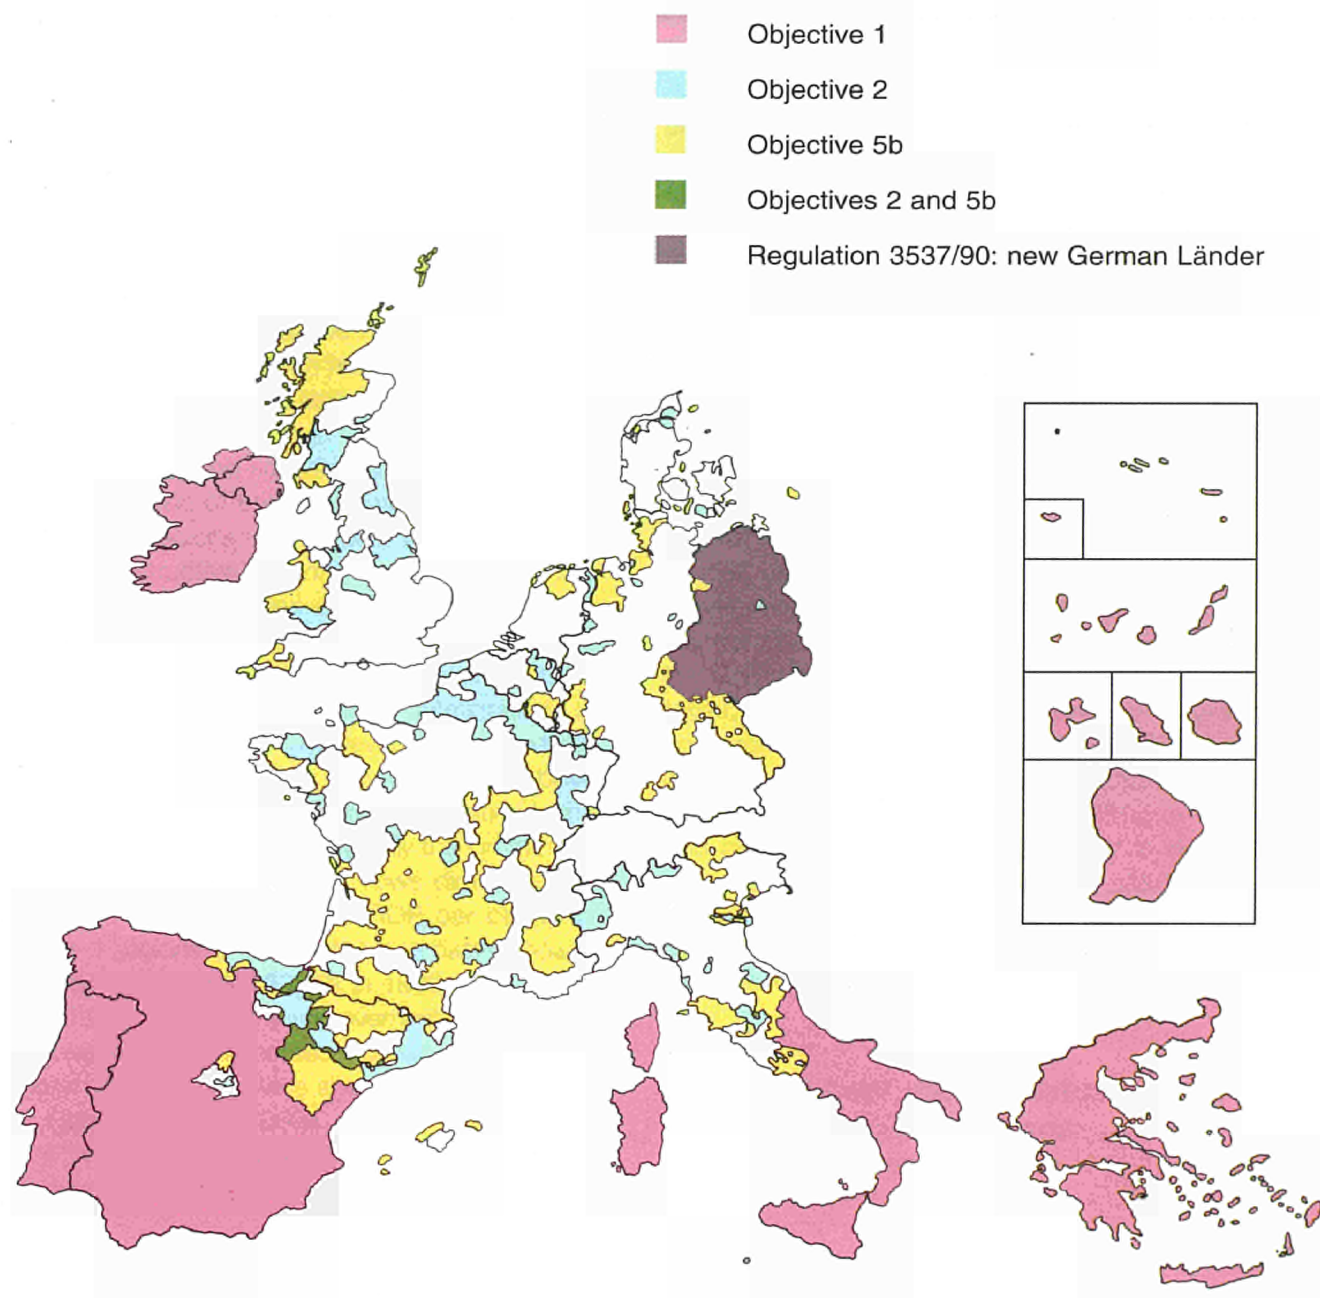 Objective 1
Objective 2
Objective 5b
Objectives 2 and 5b
Regulation 3537/90: new German Länder